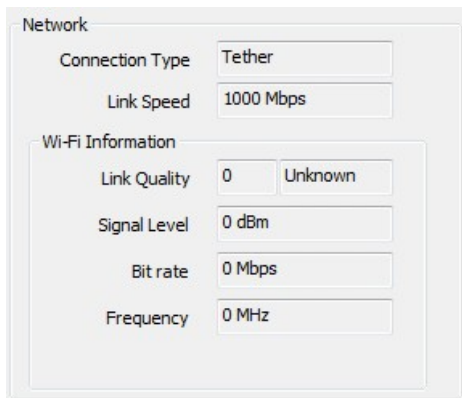 Network
Connection Type Tether
Link Speed 1000 Mbps
Wi-Fi Information
Link Quality 0 Unknown
Signal Level 0 dBm
Bit rate 0 Mbps
Frequency 0 MHz